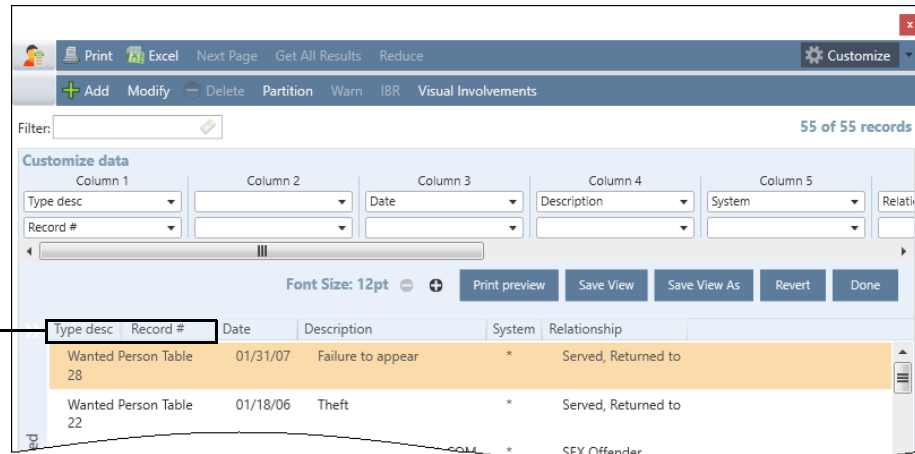 x
Print Excel Next Page Get All Results Reduce Customize
Add Modify Delete Partition Warn IBR Visual Involvements
Filter: 55 of 55 records
Customize data
Column 1 Column 2 Column 3 Column 4 Column 5
Type desc Date Description System Relati
Record #
Font Size: 12pt Print preview Save View Save View As Revert Done
Type desc Record # Date Description System Relationship
Wanted Person Table 01/31/07 Failure to appear * Served, Returned to
28
Wanted Person Table 01/18/06 Theft * Served, Returned to
22
* SEX Offender